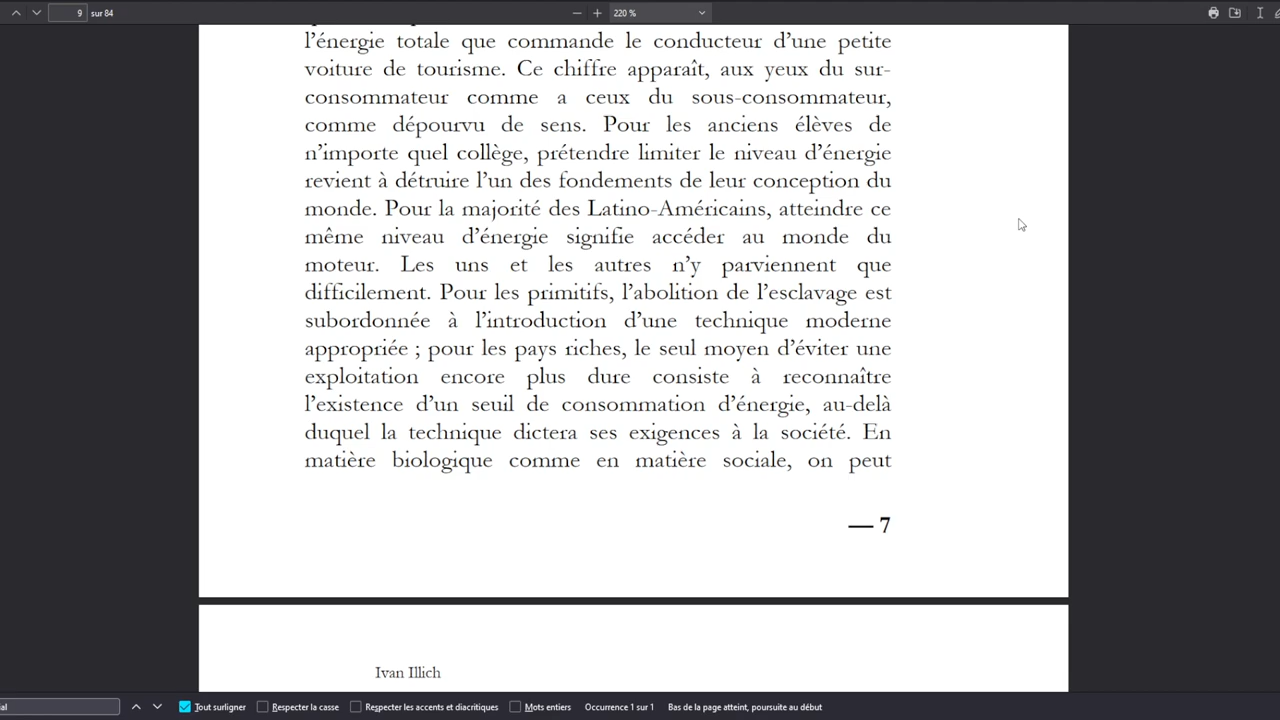 9 sur 84
220 %
l'énergie totale que commande le conducteur d'une petite
voiture de tourisme. Ce chiffre apparaît, aux yeux du sur-
consommateur comme a ceux du sous-consommateur,
comme dépourvu de sens. Pour les anciens élèves de
n'importe quel collège, prétendre limiter le niveau d'énergie
revient à détruire l'un des fondements de leur conception du
monde. Pour la majorité des Latino-Américains, atteindre ce
même niveau d'énergie signifie accéder au monde du
moteur. Les uns et les autres n'y parviennent que
difficilement. Pour les primitifs, l'abolition de l'esclavage est
subordonnée à l'introduction d'une technique moderne
appropriée ; pour les pays riches, le seul moyen d'éviter une
exploitation encore plus dure consiste à reconnaître
l'existence d'un seuil de consommation d'énergie, au-delà
duquel la technique dictera ses exigences à la société. En
matière biologique comme en matière sociale, on peut
— 7
Ivan Illich
al Tout surligner Respecter la casse Respecter les accents et diacritiques Mots entiers Occurrence 1 sur 1 Bas de la page atteint, poursuite au début